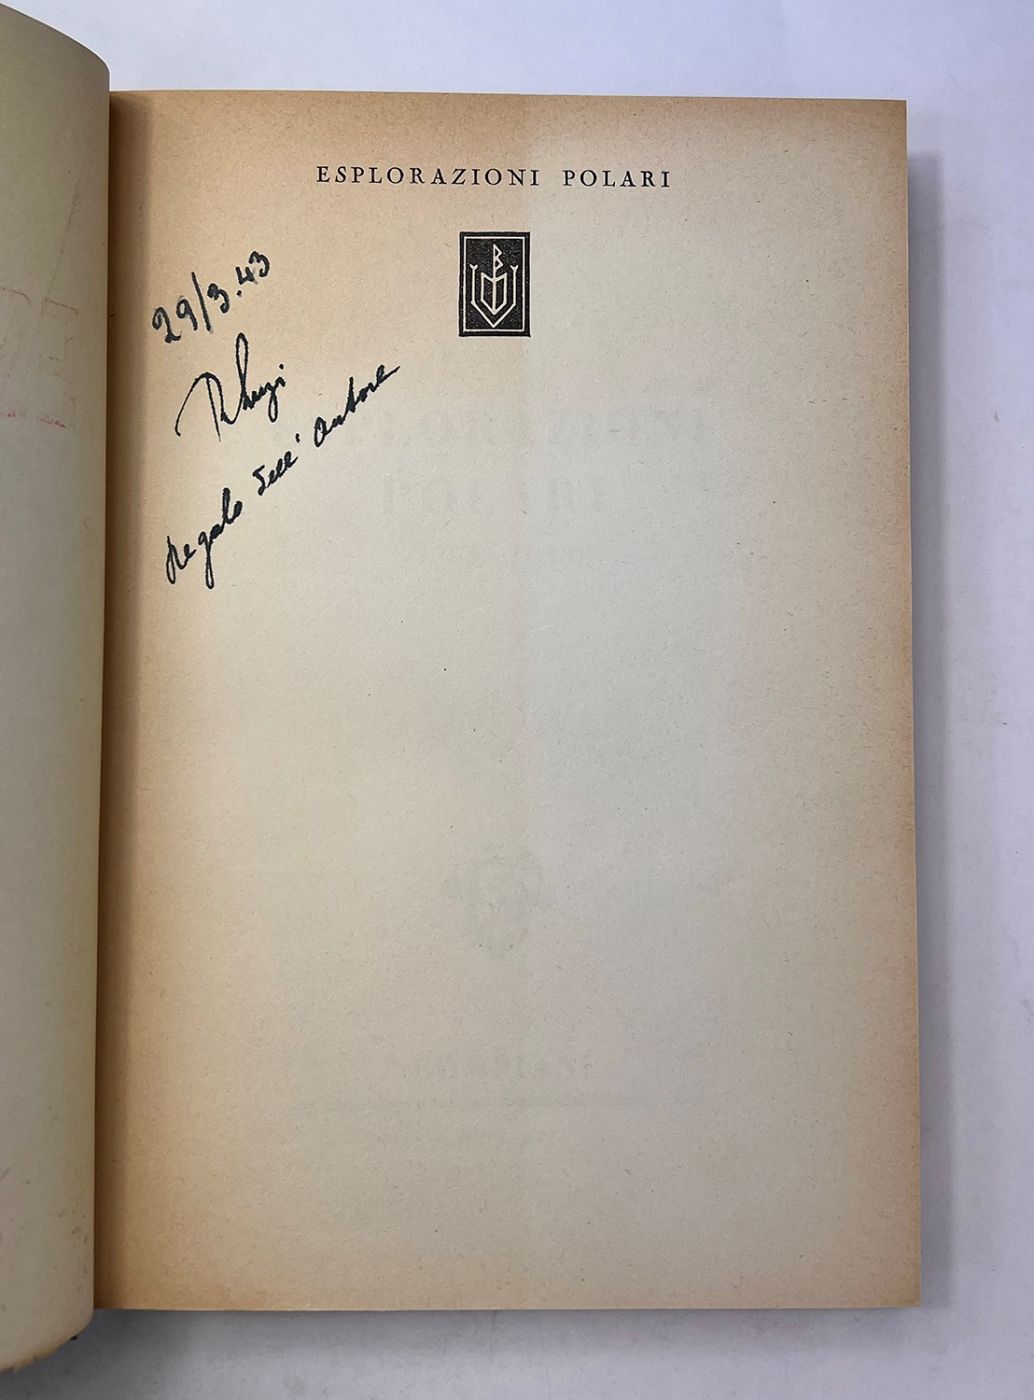 ESPLORAZIONI POLARI
B
29/3.43
Regalo dell' autore